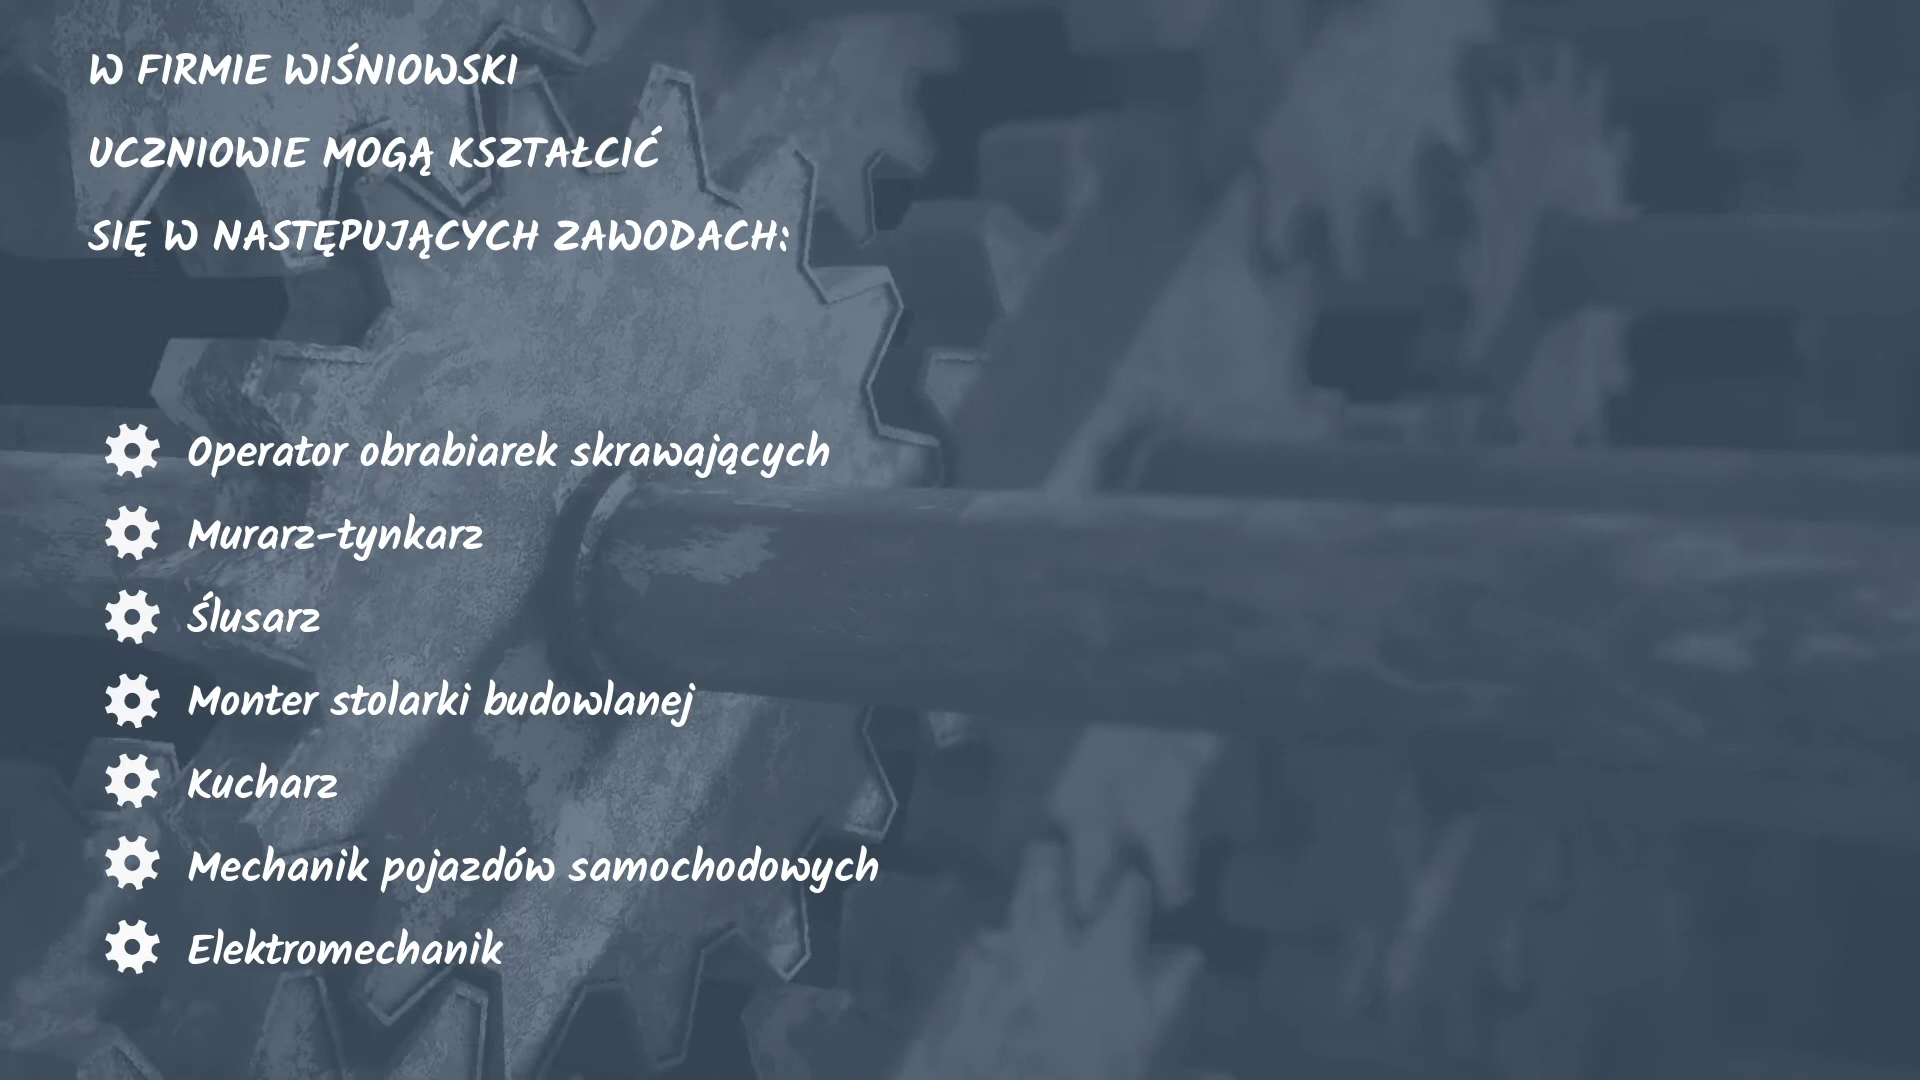 W FIRMIE WIŚNIOWSKI
UCZNIOWIE MOGĄ KSZTAŁCIĆ
SIĘ W NASTĘPUJĄCYCH ZAWODACH:
Operator obrabiarek skrawających
Murarz-tynkarz
Ślusarz
Monter stolarki budowlanej
Kucharz
Mechanik pojazdów samochodowych
Elektromechanik